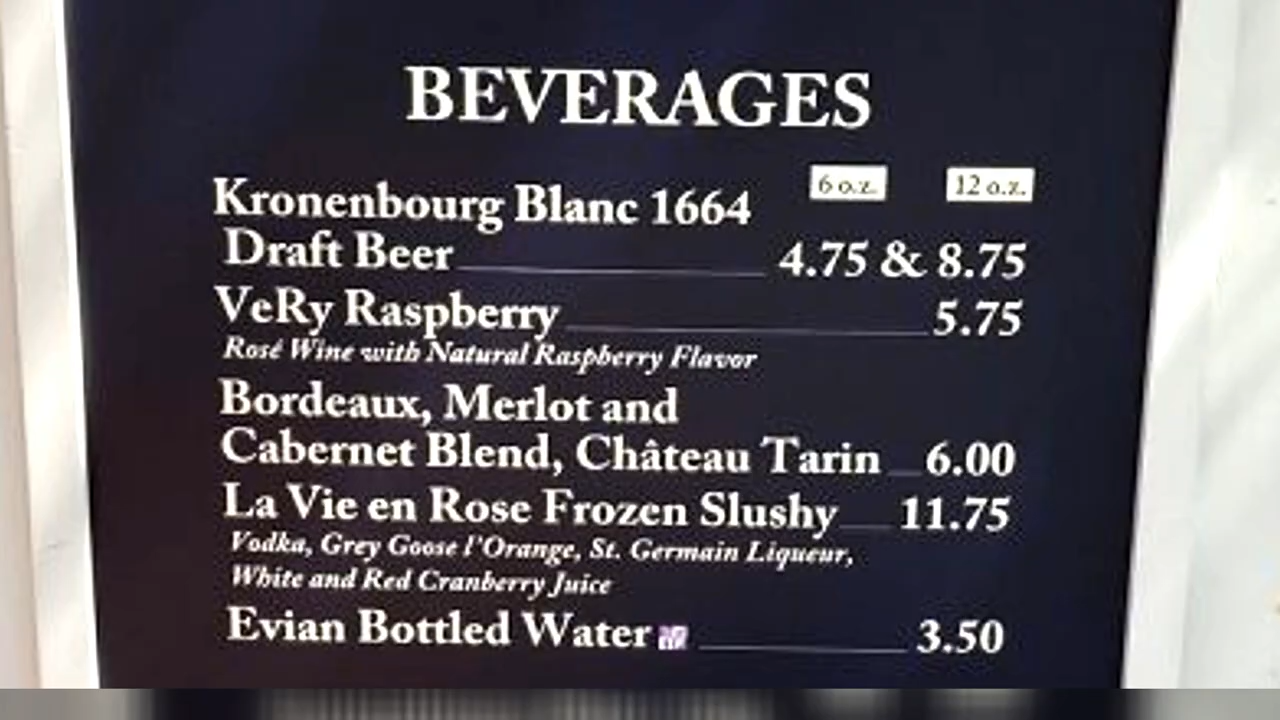 BEVERAGES
6 o.z. 12 o.z.
Kronenbourg Blanc 1664
Draft Beer 4.75 & 8.75
VeRy Raspberry 5.75
Rosé Wine with Natural Raspberry Flavor
Bordeaux, Merlot and
Cabernet Blend, Château Tarin 6.00
La Vie en Rose Frozen Slushy 11.75
Vodka, Grey Goose l'Orange, St. Germain Liqueur,
White and Red Cranberry Juice
Evian Bottled Water 3.50